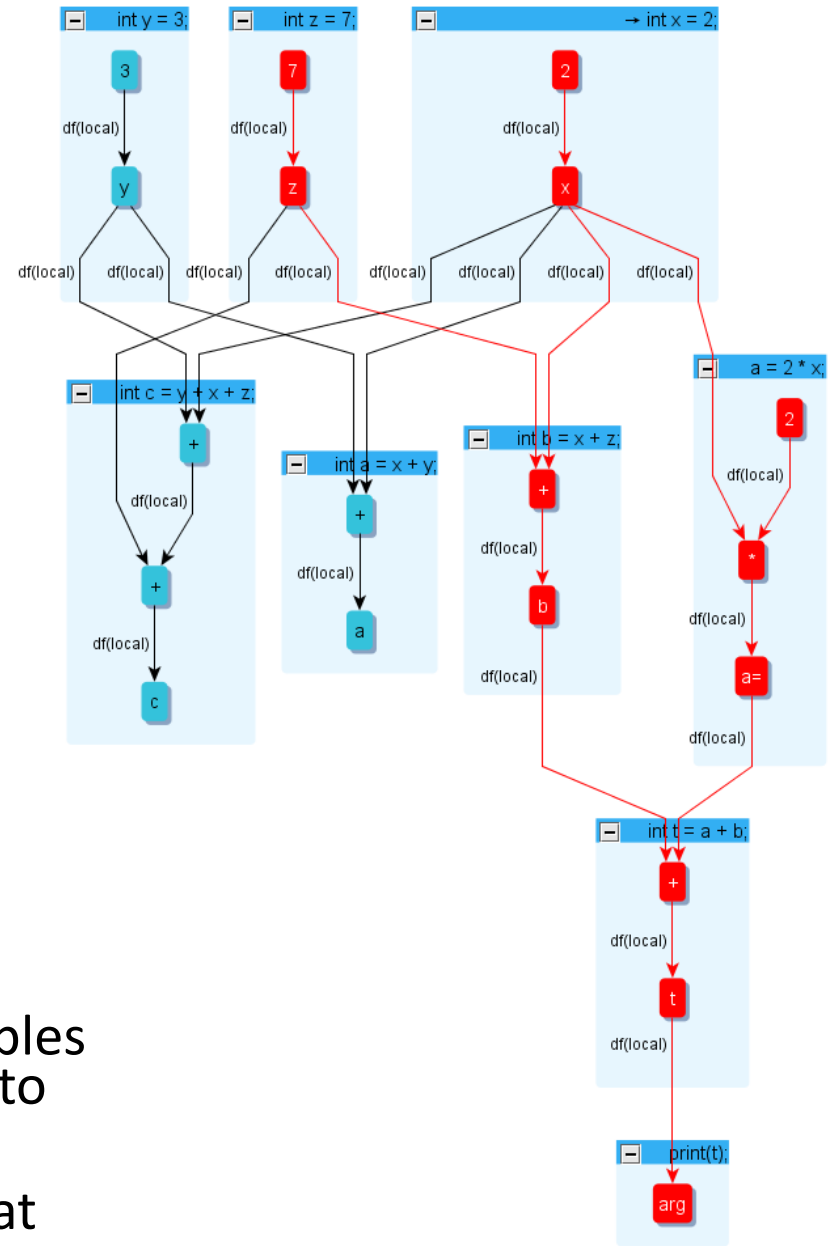 int y = 3;
int z = 7;
→ int x = 2;
3
7
2
df(local)
df(local)
df(local)
y
z
x
df(local)
df(local)
df(local)
df(local)
df(local)
df(local)
df(local)
df(local)
int c = y + x + z;
int a = x + y;
int b = x + z;
a = 2 * x;
2
+
df(local)
+
df(local)
c
+
df(local)
a
+
df(local)
b
df(local)
df(local)
*
df(local)
a=
df(local)
int t = a + b;
+
df(local)
t
df(local)
print(t);
arg
bles
to
at